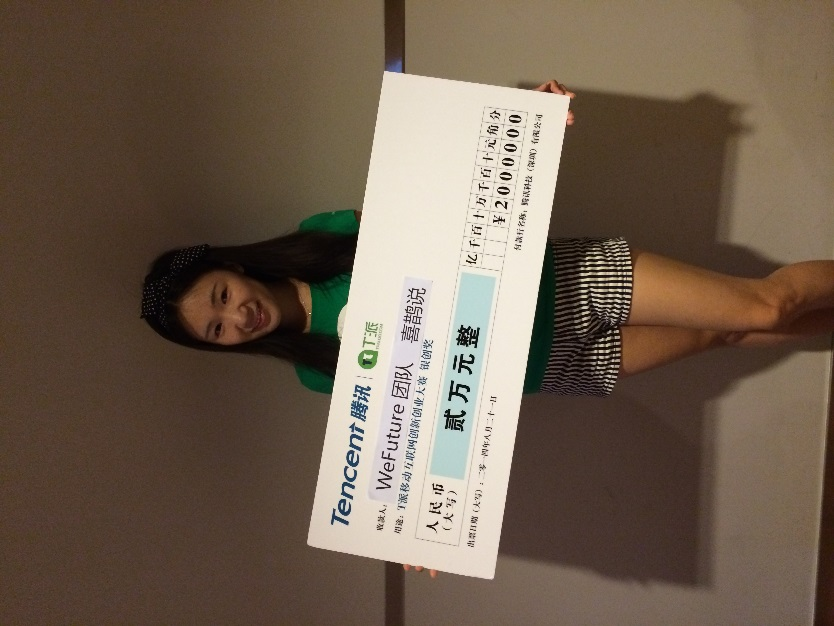 Tencent 腾讯 T派
收款人: WeFuture 团队 喜鹊说
用途: T派移动互联网创新创业大赛 银创奖
人民币
(大写)
贰万元整
亿千百十万千百十元角分
¥2000000
出票日期(大写): 二零一四年八月二十一日
付款行名称: 腾讯科技(深圳)有限公司